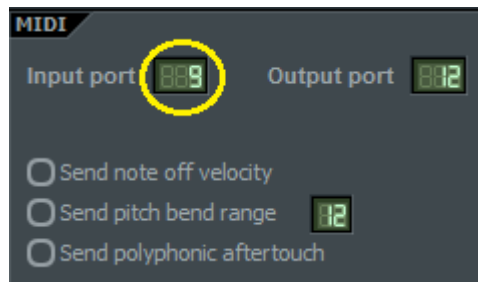 MIDI
Input port 9 Output port 12
Send note off velocity
Send pitch bend range 12
Send polyphonic aftertouch